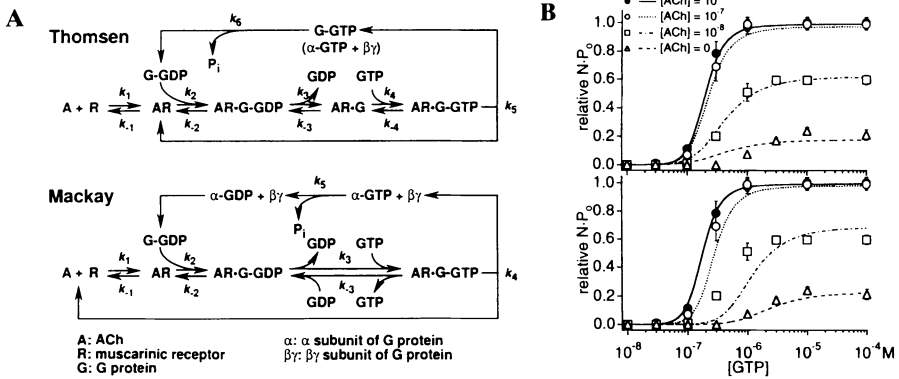 A
Thomsen
k6
G-GTP
(α-GTP + βγ)
Pi
G-GDP
GDP GTP
k1 k2 k3 k4
A + R AR AR·G-GDP AR·G AR·G-GTP k5
k-1 k-2 k-3 k-4
Mackay
k5
α-GDP + βγ α-GTP + βγ
Pi
G-GDP
GDP GTP
k1 k2 k3
A + R AR AR·G-GDP AR·G-GTP k4
k-1 k-2 k-3
GDP GTP
A: ACh
R: muscarinic receptor
G: G protein
α: α subunit of G protein
βγ: βγ subunit of G protein
B
[ACh] = 10
[ACh] = 10-7
[ACh] = 10-8
[ACh] = 0
relative N·Po
1.0
0.8
0.6
0.4
0.2
0.0
relative N·Po
1.0
0.8
0.6
0.4
0.2
0.0
10-8 10-7 10-6 10-5 10-4 M
[GTP]